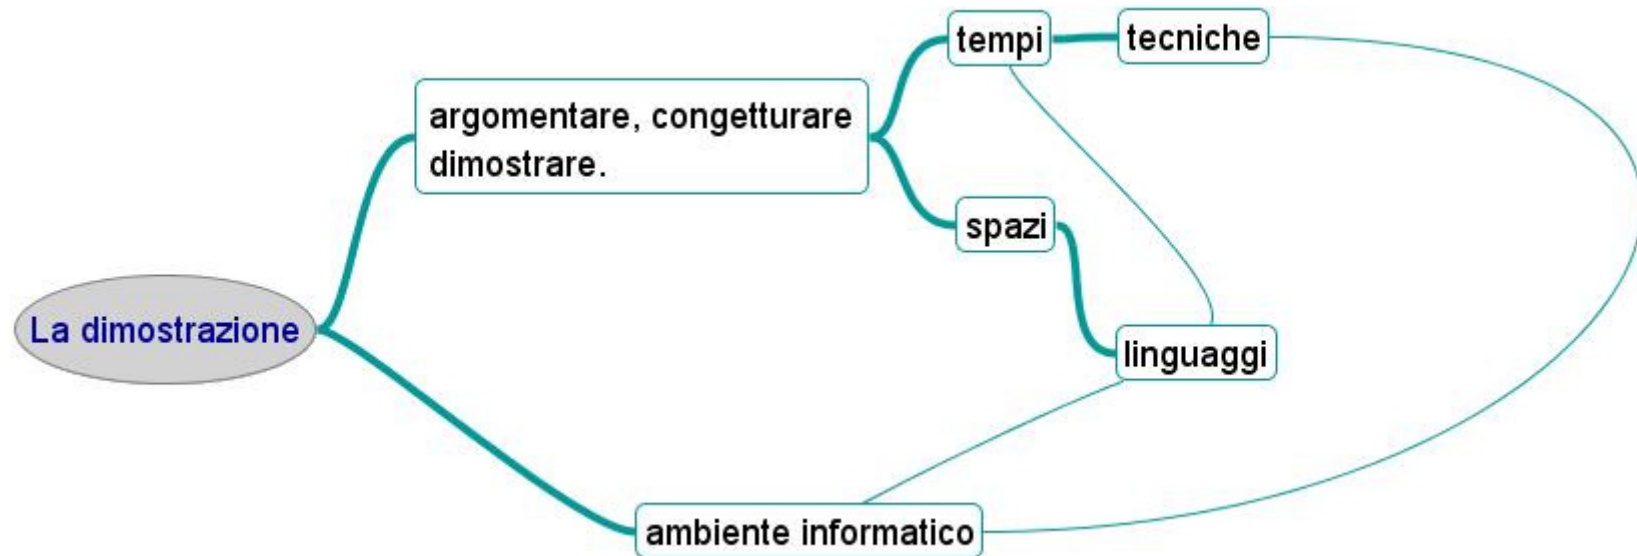 La dimostrazione
argomentare, congetturare
dimostrare.
tempi
tecniche
spazi
linguaggi
ambiente informatico